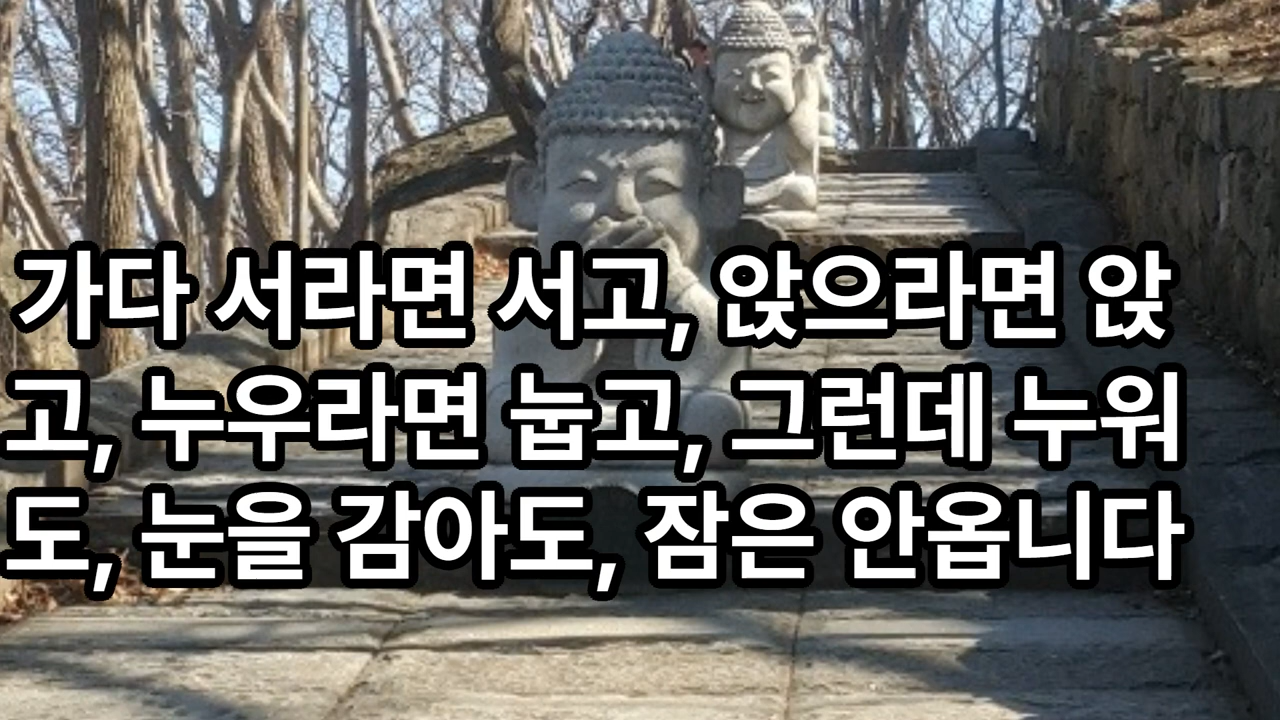 가다 서라면 서고, 앉으라면 앉
고, 누우라면 눕고, 그런데 누워
도, 눈을 감아도, 잠은 안옵니다